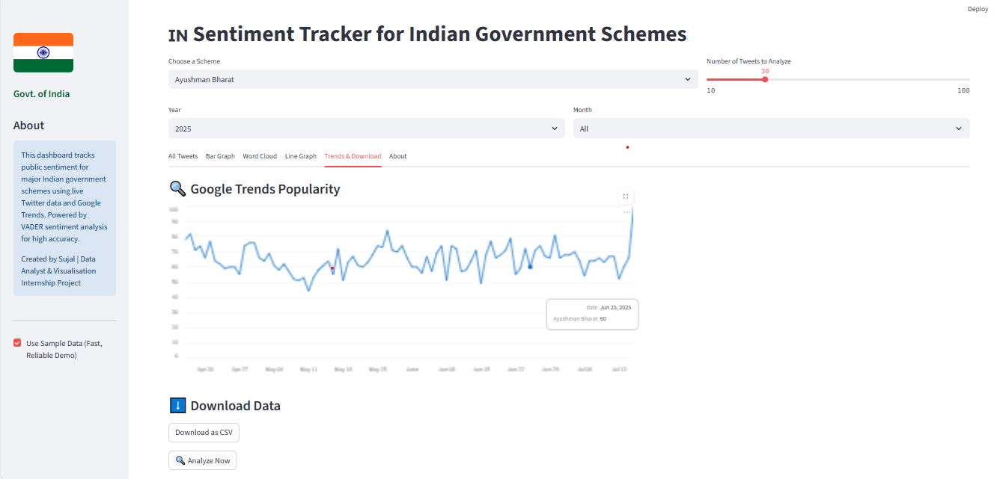 Deploy
Govt. of India
About
This dashboard tracks
public sentiment for
major Indian government
schemes using live
Twitter data and Google
Trends. Powered by
VADER sentiment analysis
for high accuracy.
Created by Sujal | Data
Analyst & Visualisation
Internship Project
Use Sample Data (Fast,
Reliable Demo)
IN Sentiment Tracker for Indian Government Schemes
Choose a Scheme
Ayushman Bharat
Number of Tweets to Analyze
30
10 100
Year
2025
Month
All
All Tweets Bar Graph Word Cloud Line Graph Trends & Download About
🔍 Google Trends Popularity
100
90
80
70
60
50
40
30
20
10
0
date Jun 25, 2025
Ayushman Bharat 60
Apr 27 May 04 May 11 May 18 May 25 June Jun 08 Jun 15 Jun 22 Jun 29 Jul 06 Jul 13
⬇ Download Data
Download as CSV
🔍 Analyze Now